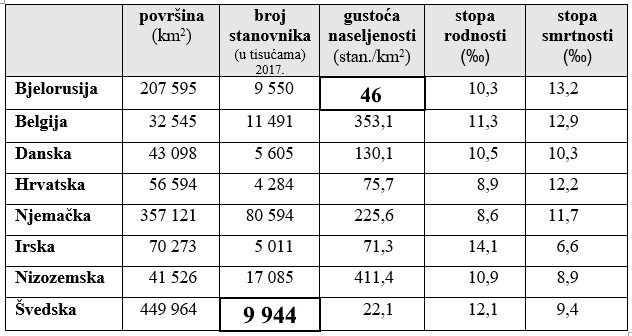 površina (km²) | broj stanovnika (u tisućama) 2017. | gustoća naseljenosti (stan./km²) | stopa rodnosti (‰) | stopa smrtnosti (‰)
Bjelorusija | 207 595 | 9 550 | 46 | 10,3 | 13,2
Belgija | 32 545 | 11 491 | 353,1 | 11,3 | 12,9
Danska | 43 098 | 5 605 | 130,1 | 10,5 | 10,3
Hrvatska | 56 594 | 4 284 | 75,7 | 8,9 | 12,2
Njemačka | 357 121 | 80 594 | 225,6 | 8,6 | 11,7
Irska | 70 273 | 5 011 | 71,3 | 14,1 | 6,6
Nizozemska | 41 526 | 17 085 | 411,4 | 10,9 | 8,9
Švedska | 449 964 | 9 944 | 22,1 | 12,1 | 9,4